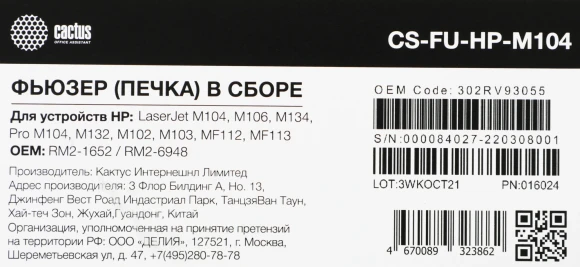 cactus
OFFICE ASSISTANT
CS-FU-HP-M104
ФЬЮЗЕР (ПЕЧКА) В СБОРЕ
Для устройств HP: LaserJet M104, M106, M134,
Pro M104, M132, M102, M103, MF112, MF113
OEM: RM2-1652 / RM2-6948
Производитель: Кактус Интернешнл Лимитед
Адрес производителя: 3 Флор Билдинг А, Но. 13,
Джинфенг Вест Роад Индастриал Парк, ТанцзяВан Таун,
Хай-теч Зон, Жухай,Гуандонг, Китай
Организация, уполномоченная на принятие претензий
на территории РФ: ООО «ДЕЛИЯ», 127521, г. Москва,
Шереметьевская ул., д. 47, +7(495)280-78-78
OEM Code: 302RV93055
S/N:000084027-220308001
LOT:3WKOCT21 PN:016024
4 670089 323862